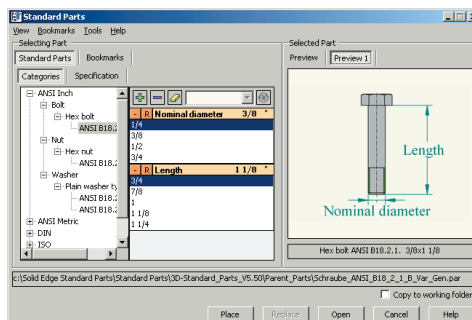 Standard Parts
View Bookmarks Tools Help
Selecting Part
Standard Parts Bookmarks
Categories Specification
ANSI Inch
Bolt
Hex bolt
ANSI B18.2
Nut
Hex nut
ANSI B18.2
Washer
Plain washer ty
ANSI B18.2
ANSI B18.2
ANSI Metric
DIN
ISO
- R Nominal diameter 3/8 "
1/4
3/8
1/2
3/4
- R Length 1 1/8 "
3/4
7/8
1
1 1/8
1 1/4
Selected Part
Preview Preview 1
Length
Nominal diameter
Hex bolt ANSI B18.2.1. 3/8x1 1/8
c:\Solid Edge Standard Parts\Standard Parts\3D-Standard_Parts_V5.50\Parent_Parts\Schraube_ANSI_B18_2_1_B_Var_Gen.par
Copy to working folder
Place Replace Open Cancel Help